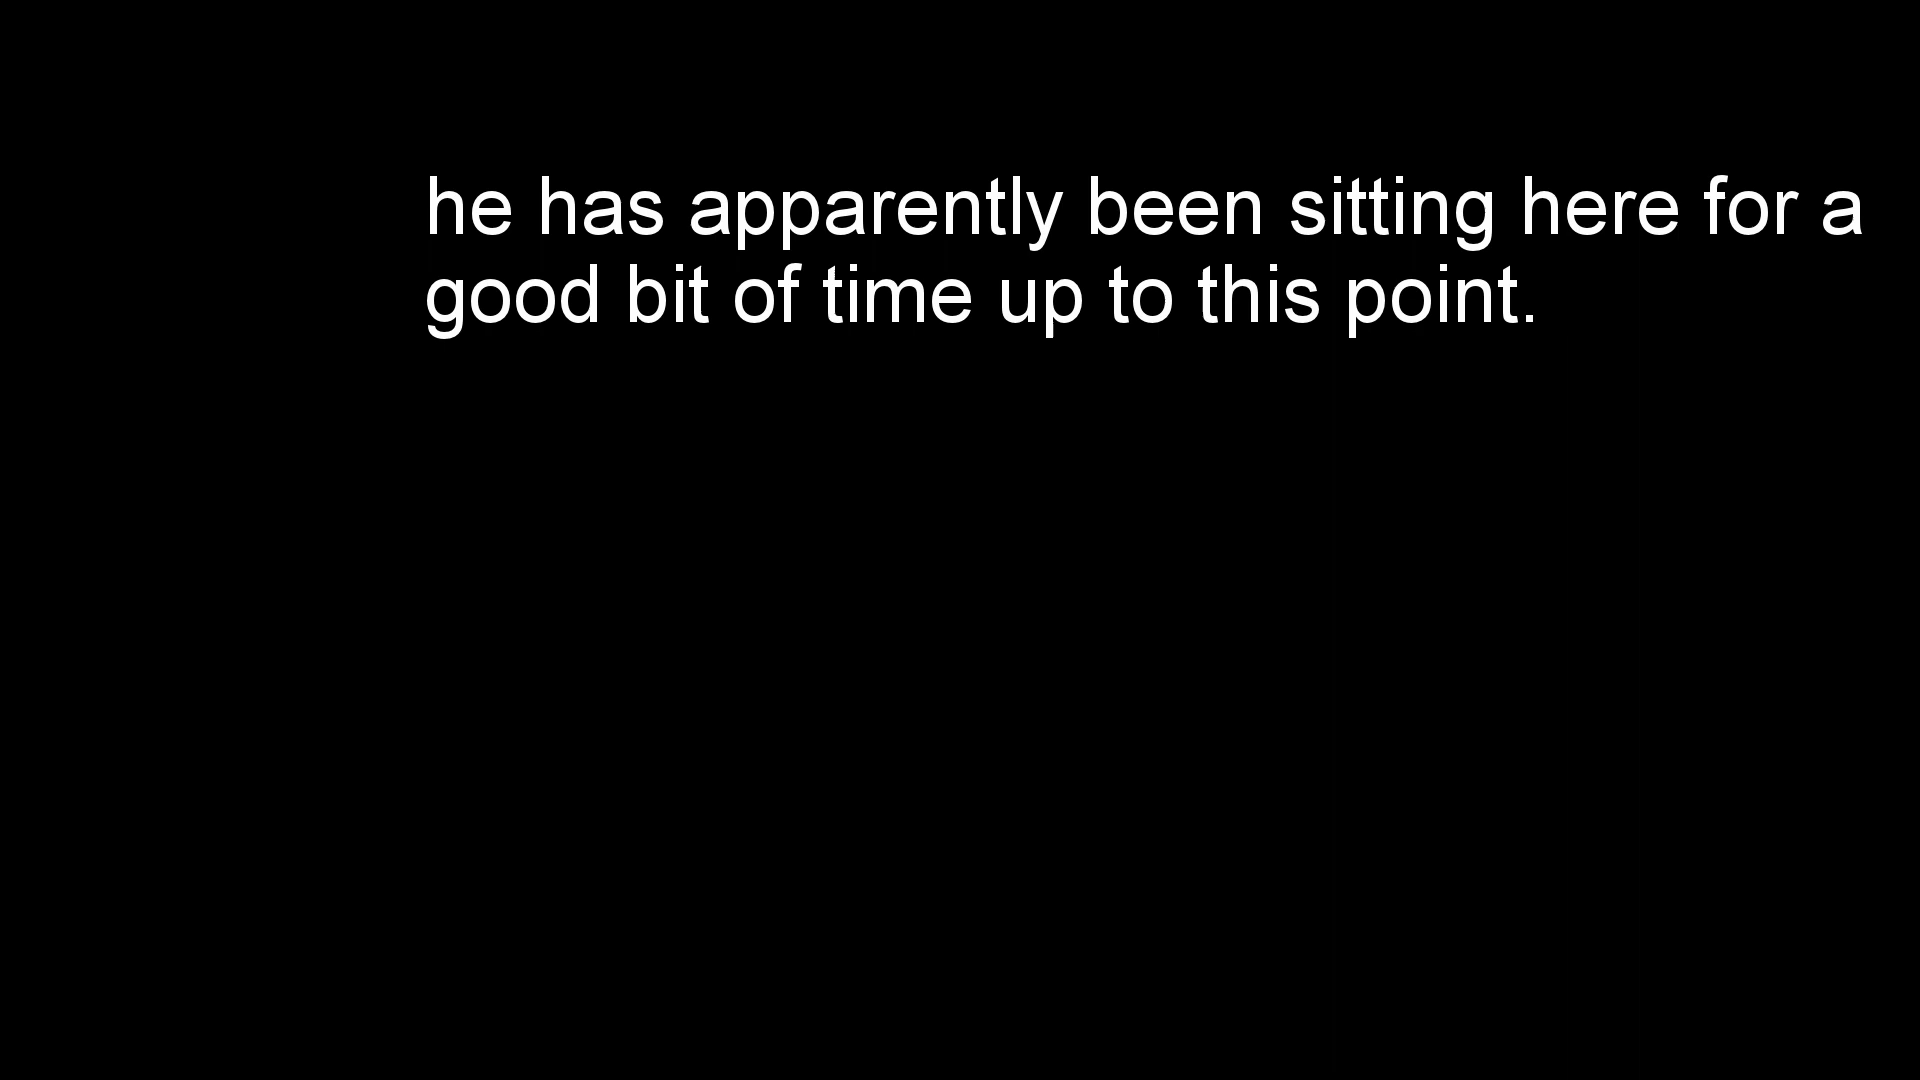 he has apparently been sitting here for a
good bit of time up to this point.